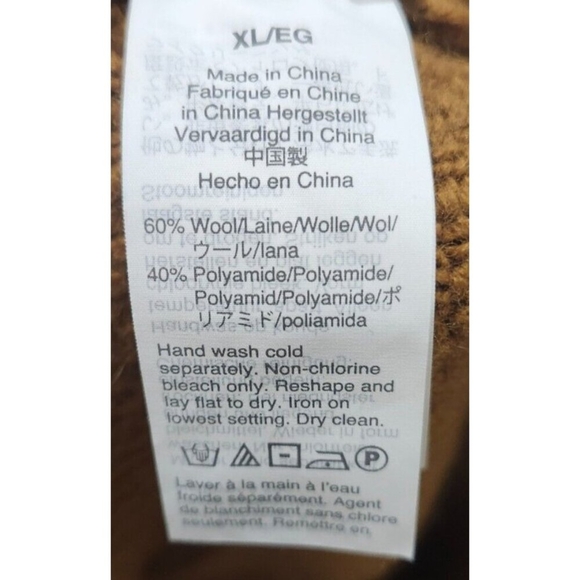 XL/EG
Made in China
Fabriqué en Chine
in China Hergestellt
Vervaardigd in China
中国製
Hecho en China
60% Wool/Laine/Wolle/Wol/
ウール/lana
40% Polyamide/Polyamide/
Polyamid/Polyamide/ポ
リアミド/poliamida
Hand wash cold
separately. Non-chlorine
bleach only. Reshape and
lay flat to dry. Iron on
lowest setting. Dry clean.
P
Laver à la main à l'eau
froide séparément. Agent
de blanchiment sans chlore
seulement. Remettre en